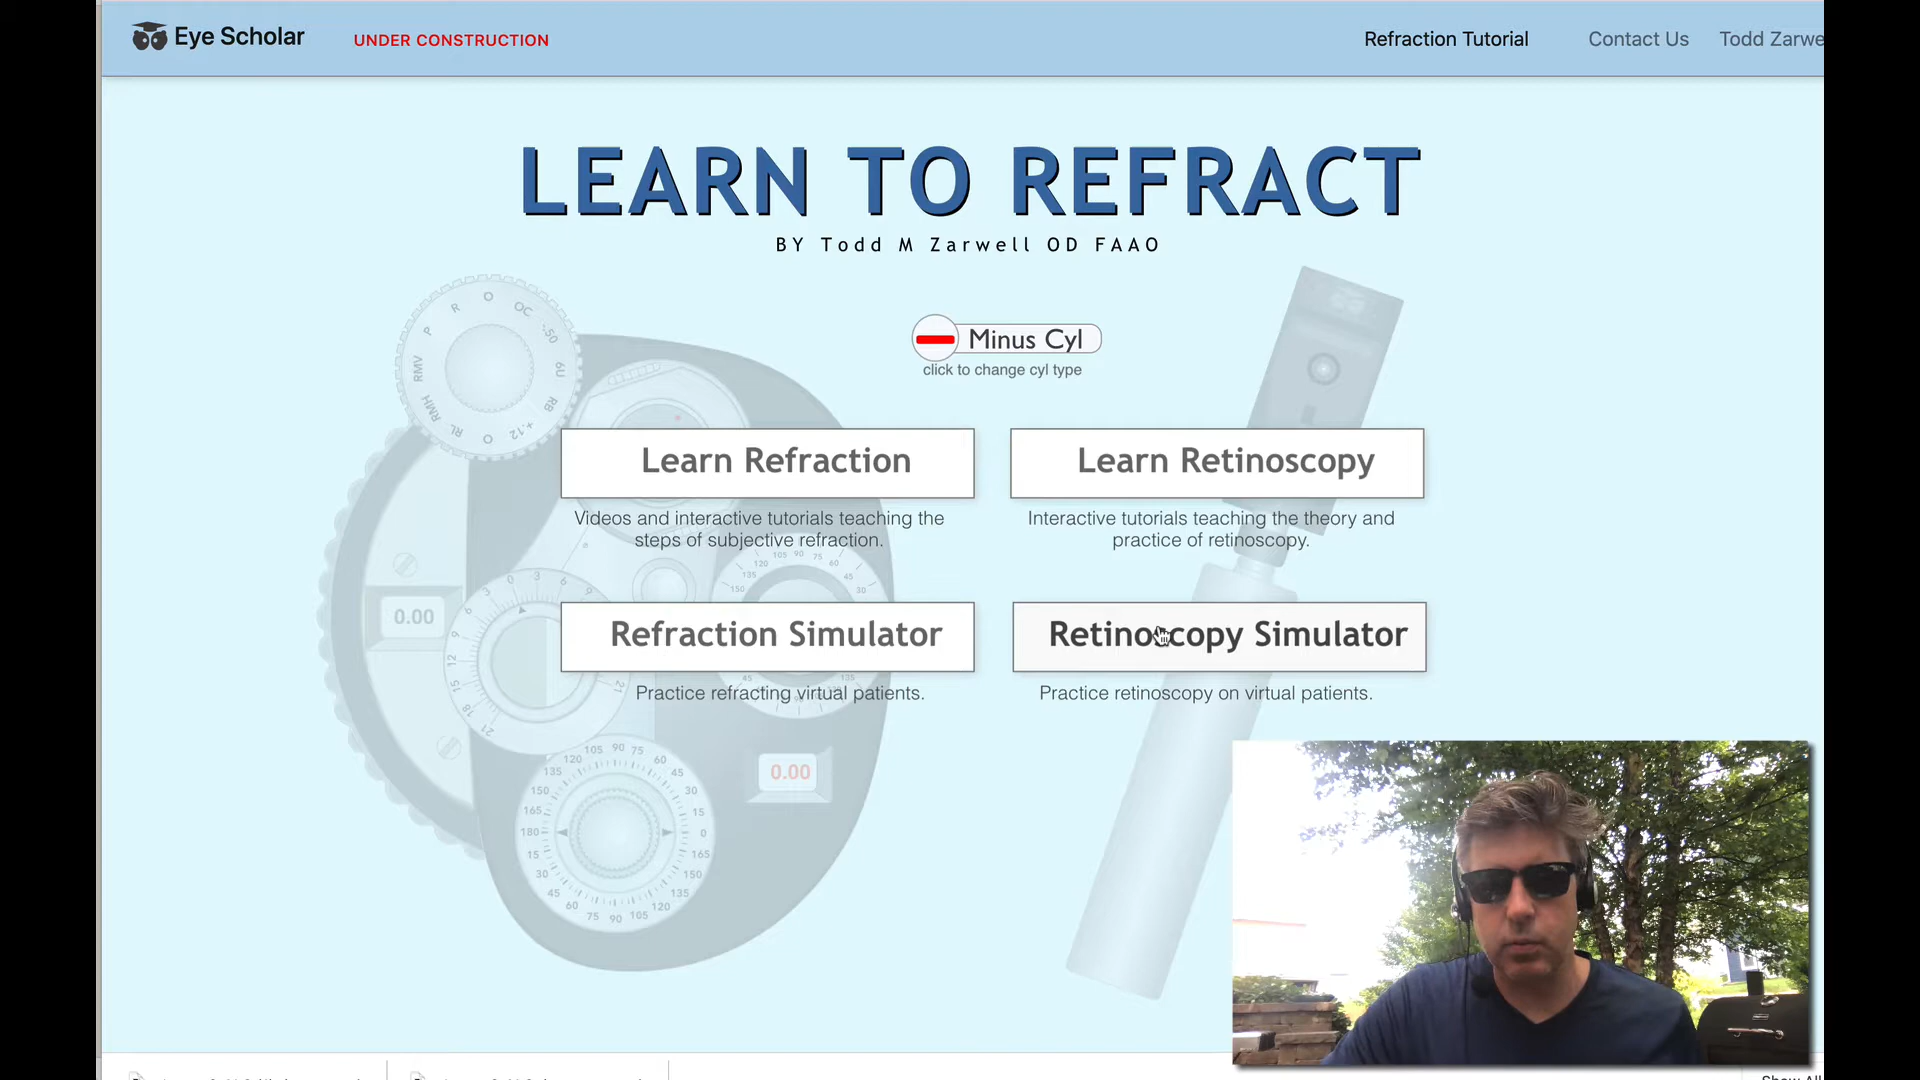 Eye Scholar
UNDER CONSTRUCTION
Refraction Tutorial
Contact Us
Todd Zarwe
LEARN TO REFRACT
BY Todd M Zarwell OD FAAO
Minus Cyl
click to change cyl type
Learn Refraction
Learn Retinoscopy
Videos and interactive tutorials teaching the
steps of subjective refraction.
Interactive tutorials teaching the theory and
practice of retinoscopy.
Refraction Simulator
Retinoscopy Simulator
Practice refracting virtual patients.
Practice retinoscopy on virtual patients.
0.00
0.00